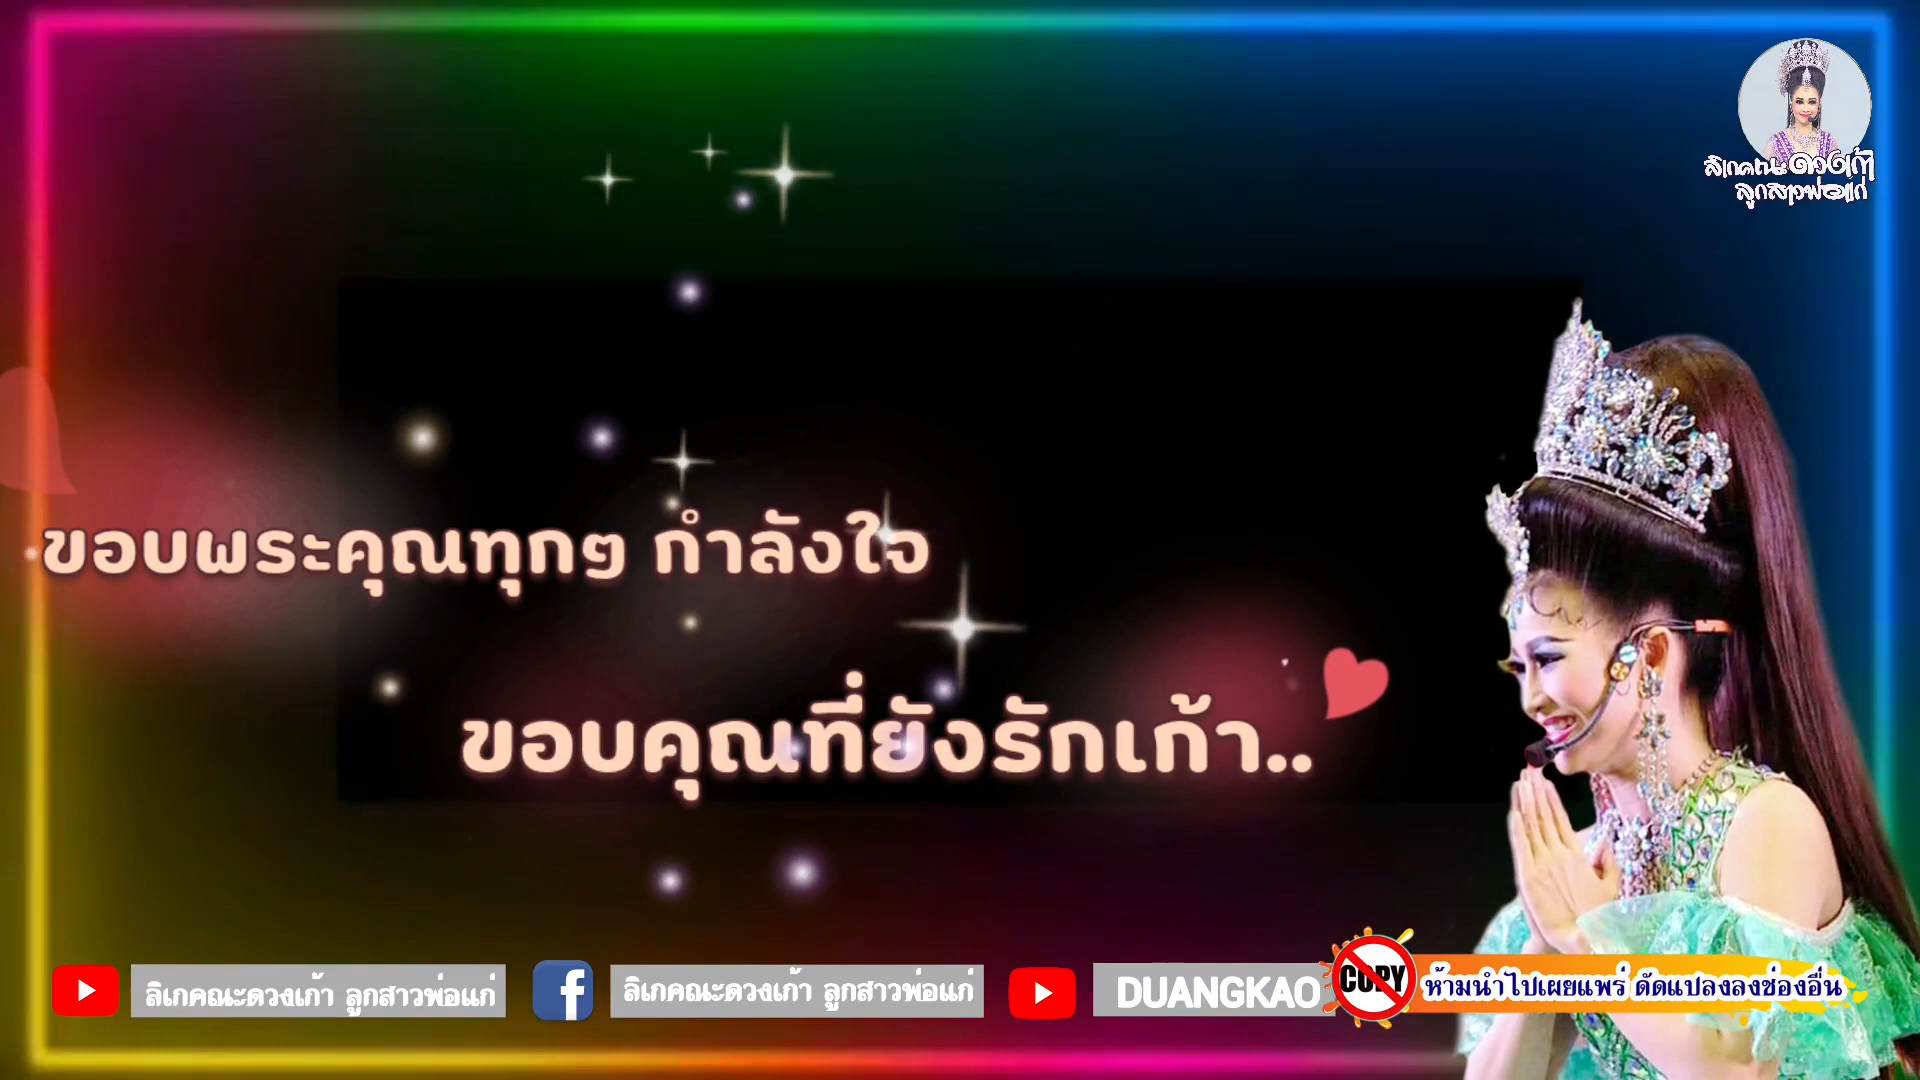 ลิเกคณะดวงเก้า
ลูกสาวพ่อแก่
ขอบพระคุณทุกๆ กำลังใจ
ขอบคุณที่ยังรักเก้า..
ลิเกคณะดวงเก้า ลูกสาวพ่อแก่
ลิเกคณะดวงเก้า ลูกสาวพ่อแก่
DUANGKAO
COPY
ห้ามนำไปเผยแพร่ ดัดแปลงลงช่องอื่น